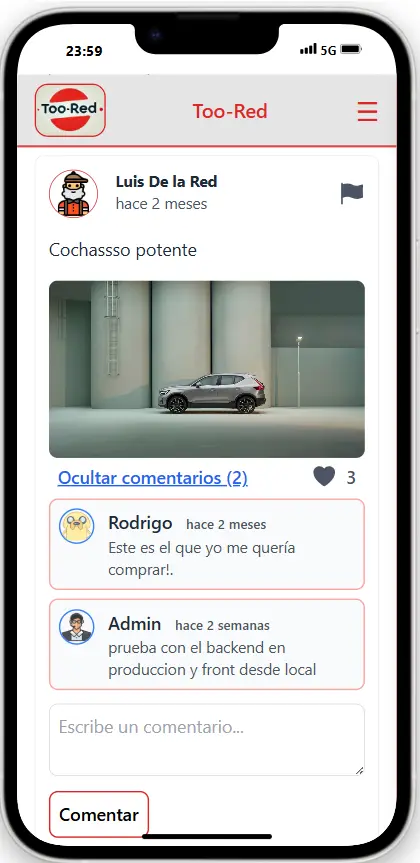 23:59
5G
Too-Red
Too-Red
Luis De la Red
hace 2 meses
Cochassso potente
Ocultar comentarios (2)
3
Rodrigo hace 2 meses
Este es el que yo me quería
comprar!.
Admin hace 2 semanas
prueba con el backend en
produccion y front desde local
Escribe un comentario...
Comentar